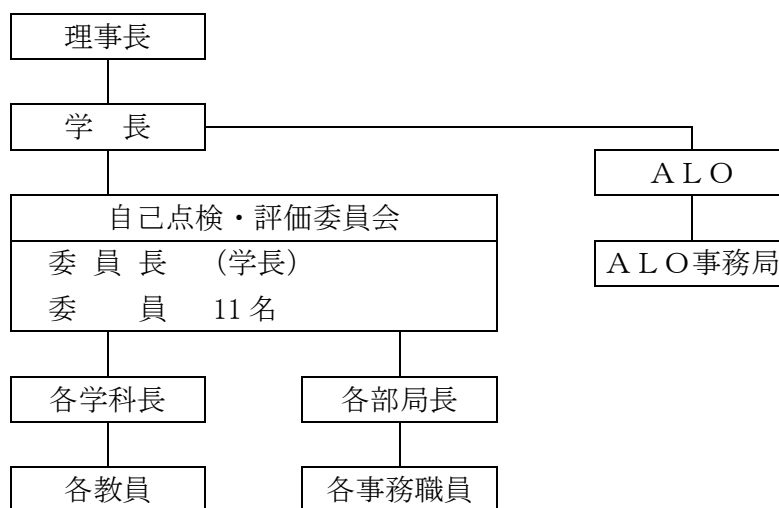 理事長
学　長
ＡＬＯ
自己点検・評価委員会
委 員 長　（学長）
ＡＬＯ事務局
委　　員　11 名
各学科長
各部局長
各教員
各事務職員